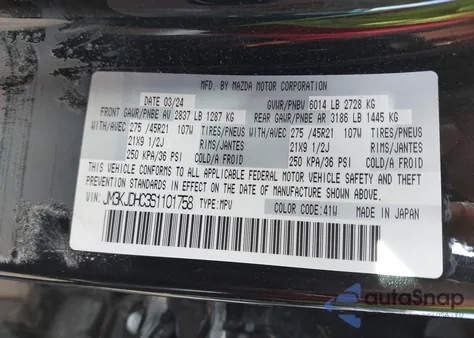 MFD. BY MAZDA MOTOR CORPORATION
DATE 03/24 GVWR/PNBV 6014 LB 2728 KG
FRONT GAWR/PNBE AV 2837 LB 1287 KG REAR GAWR/PNBE AR 3186 LB 1445 KG
WITH/AVEC 275 /45R21 107W TIRES/PNEUS WITH/AVEC 275 /45R21 107W TIRES/PNEUS
21X9 1/2J RIMS/JANTES 21X9 1/2J RIMS/JANTES
250 KPA/36 PSI COLD/A FROID 250 KPA/36 PSI COLD/A FROID
THIS VEHICLE CONFORMS TO ALL APPLICABLE FEDERAL MOTOR VEHICLE SAFETY AND THEFT
PREVENTION STANDARDS IN EFFECT ON THE DATE OF MANUFACTURE SHOWN ABOVE.
VIN: JM3KJDHC3S1101758 TYPE: MPV COLOR CODE: 41W MADE IN JAPAN
autoSnap